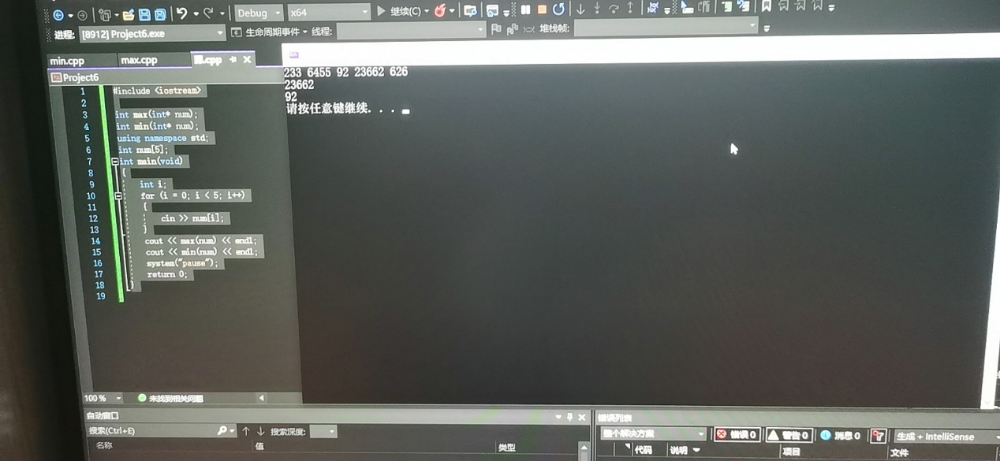 Debug x64 继续(C)
进程: [8912] Project6.exe 生命周期事件 线程: 堆栈帧:
min.cpp max.cpp .cpp
Project6
1 #include <iostream>
2
3 int max(int* num);
4 int min(int* num);
5 using namespace std;
6 int num[5];
7 int main(void)
8 {
9 int i;
10 for (i = 0; i < 5; i++)
11 {
12 cin >> num[i];
13 }
14 cout << max(num) << endl;
15 cout << min(num) << endl;
16 system("pause");
17 return 0;
18 }
19
233 6455 92 23662 626
23662
92
请按任意键继续. . .
100 % 未找到相关问题
自动窗口
搜索(Ctrl+E) 搜索深度:
名称 值 类型
错误列表
整个解决方案 错误 0 警告 0 消息 0 生成 + IntelliSense
代码 说明 项目 文件